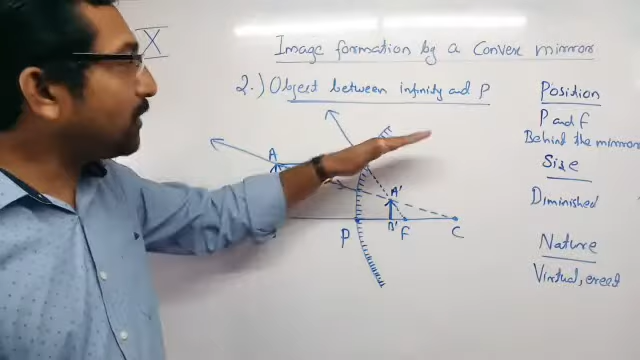 X
Image formation by a Convex mirror
2.) Object between infinity and P
Position
P and F
Behind the mirror
Size
Diminished
Nature
Virtual, erect
A
A'
B'
P
F
C